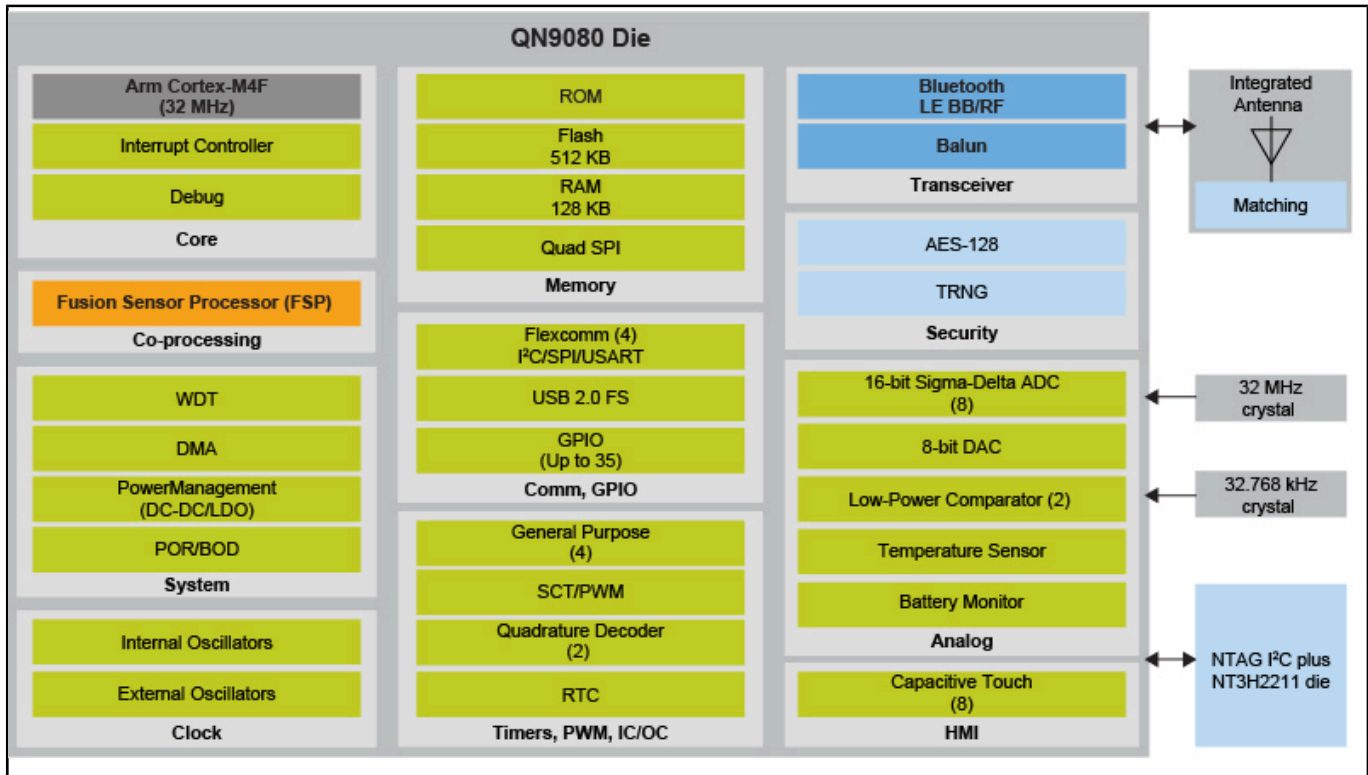 QN9080 Die
Arm Cortex-M4F
(32 MHz)
Interrupt Controller
Debug
Core
Fusion Sensor Processor (FSP)
Co-processing
WDT
DMA
PowerManagement
(DC-DC/LDO)
POR/BOD
System
Internal Oscillators
External Oscillators
Clock
ROM
Flash
512 KB
RAM
128 KB
Quad SPI
Memory
Flexcomm (4)
I²C/SPI/USART
USB 2.0 FS
GPIO
(Up to 35)
Comm, GPIO
General Purpose
(4)
SCT/PWM
Quadrature Decoder
(2)
RTC
Timers, PWM, IC/OC
Bluetooth
LE BB/RF
Balun
Transceiver
AES-128
TRNG
Security
16-bit Sigma-Delta ADC
(8)
8-bit DAC
Low-Power Comparator (2)
Temperature Sensor
Battery Monitor
Analog
Capacitive Touch
(8)
HMI
Integrated
Antenna
Matching
32 MHz
crystal
32.768 kHz
crystal
NTAG I²C plus
NT3H2211 die